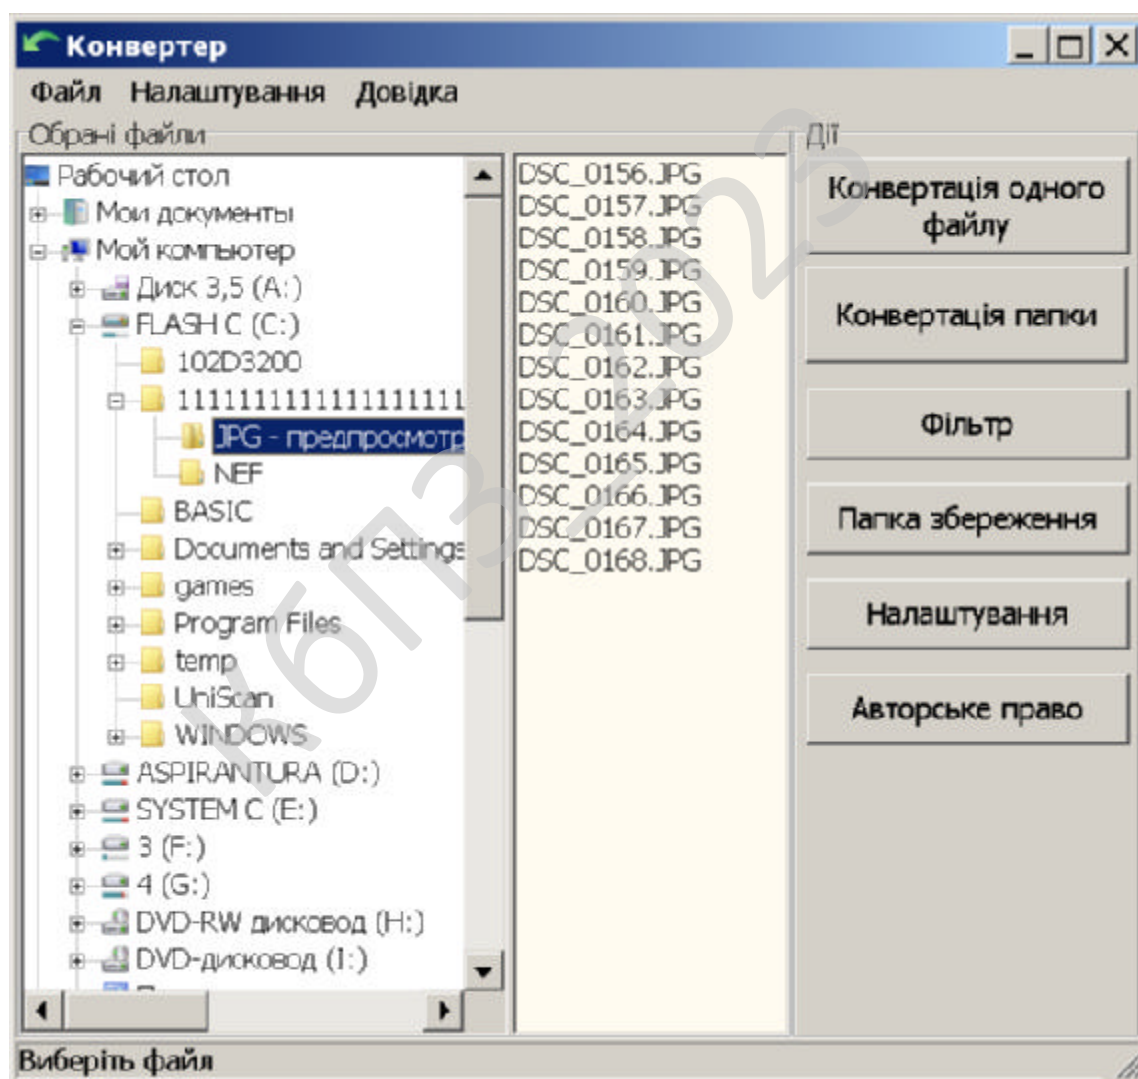 Конвертер
Файл Налаштування Довідка
Обрані файли
Рабочий стол
Мои документы
Мой компьютер
Диск 3,5 (A:)
FLASH C (C:)
102D3200
JPG - предпросмотр
NEF
BASIC
Documents and Settings
games
Program Files
temp
UniScan
WINDOWS
ASPIRANTURA (D:)
SYSTEM C (E:)
3 (F:)
4 (G:)
DVD-RW дисковод (H:)
DVD-дисковод (I:)
DSC_0156.JPG
DSC_0157.JPG
DSC_0158.JPG
DSC_0159.JPG
DSC_0160.JPG
DSC_0161.JPG
DSC_0162.JPG
DSC_0163.JPG
DSC_0164.JPG
DSC_0165.JPG
DSC_0166.JPG
DSC_0167.JPG
DSC_0168.JPG
Дії
Конвертація одного
файлу
Конвертація папки
Фільтр
Папка збереження
Налаштування
Авторське право
Виберіть файл
КбПЗ_2023